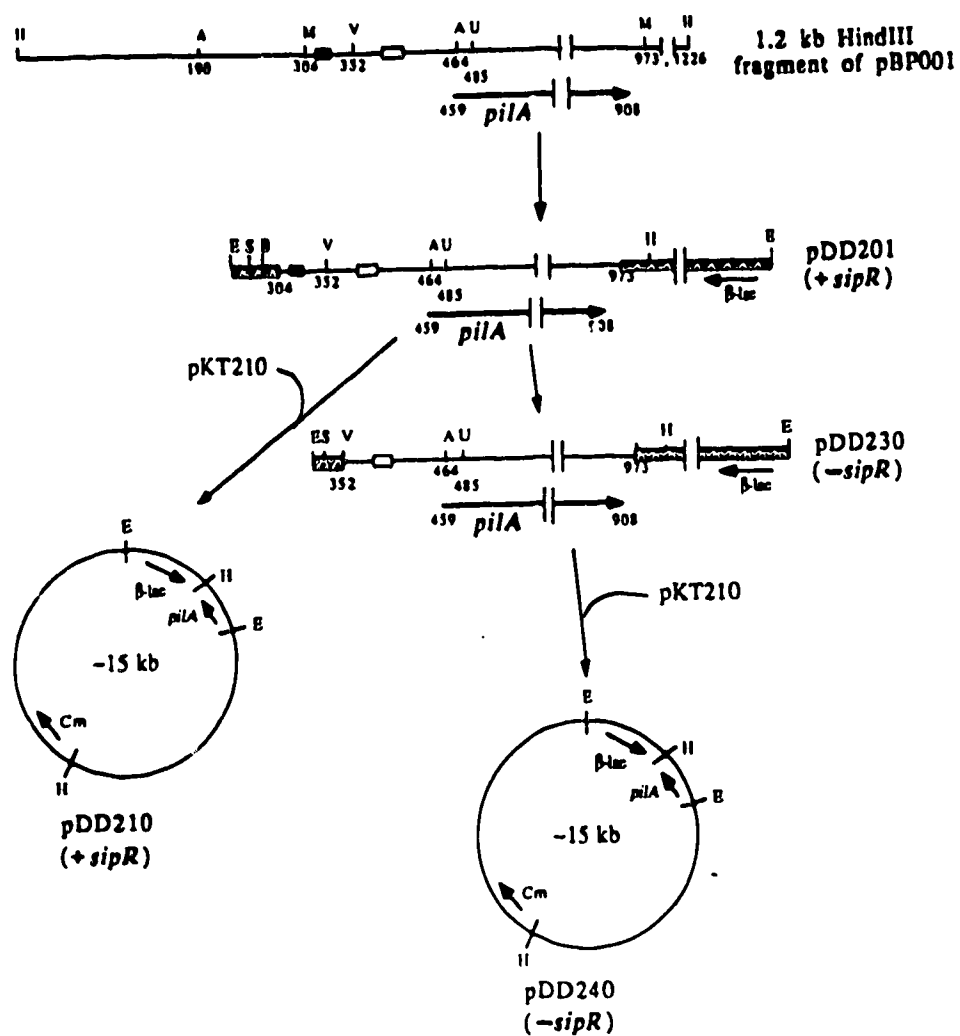 H A M V A U M H
190 304 352 464 973 1226
485
1.2 kb HindIII
fragment of pBP001
459 pilA 908
E S B V A U H E
304 352 464 973
485
β-lac
pDD201
(+sipR)
459 pilA
pKT210
E S V A U H E
352 464 973
485
β-lac
pDD230
(−sipR)
459 pilA 908
pKT210
E
H
β-lac
pilA
E
~15 kb
Cm
H
pDD210
(+sipR)
E
H
β-lac
pilA
E
~15 kb
Cm
H
pDD240
(−sipR)